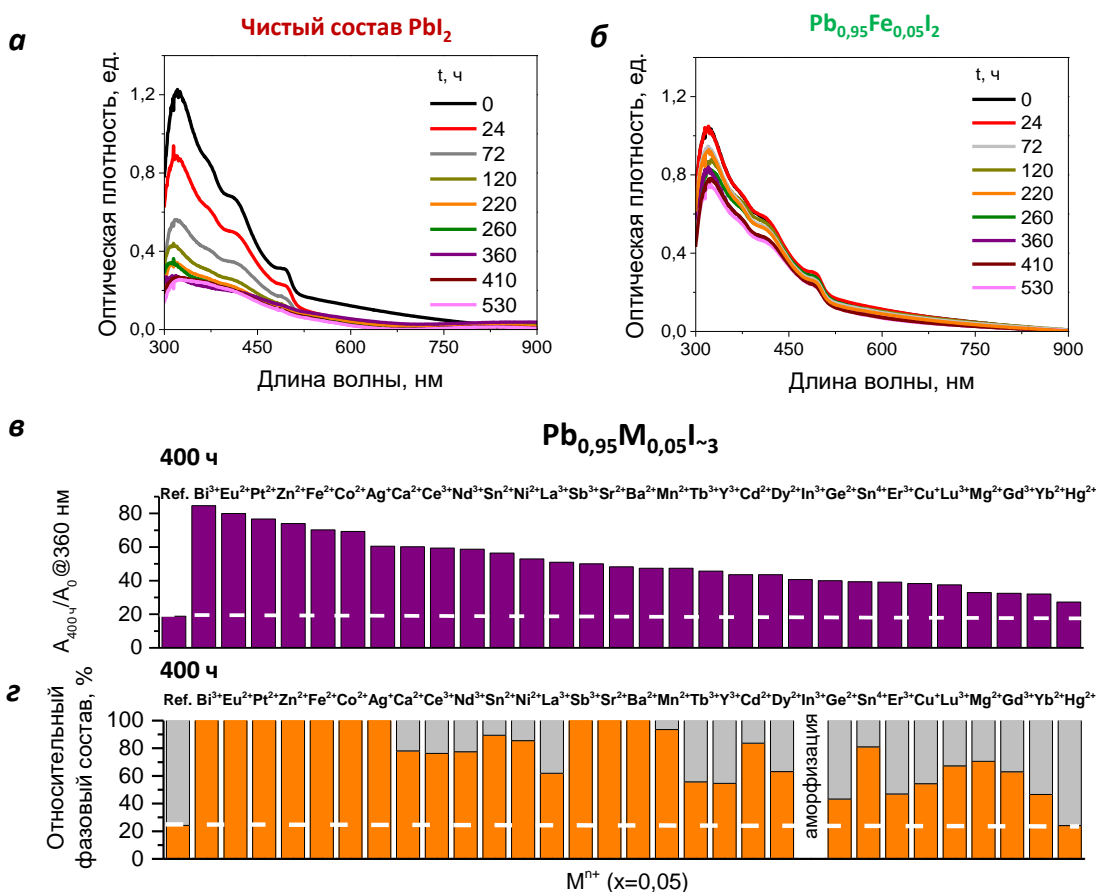 а
Чистый состав PbI₂
б
Pb₀,₉₅Fe₀,₀₅I₂
Оптическая плотность, ед.
1,2
0,8
0,4
0,0
300 450 600 750 900
Длина волны, нм
t, ч
0
24
72
120
220
260
360
410
530
Оптическая плотность, ед.
1,2
0,8
0,4
0,0
300 450 600 750 900
Длина волны, нм
t, ч
0
24
72
120
220
260
360
410
530
в
Pb₀,₉₅M₀,₀₅I~₃
400 ч
Ref. Bi³⁺ Eu²⁺ Pt²⁺ Zn²⁺ Fe²⁺ Co²⁺ Ag⁺ Ca²⁺ Ce³⁺ Nd³⁺ Sn²⁺ Ni²⁺ La³⁺ Sb³⁺ Sr²⁺ Ba²⁺ Mn²⁺ Tb³⁺ Y³⁺ Cd²⁺ Dy²⁺ In³⁺ Ge²⁺ Sn⁴⁺ Er³⁺ Cu⁺ Lu³⁺ Mg²⁺ Gd³⁺ Yb²⁺ Hg²⁺
A₄₀₀ ч/A₀ @360 нм
80
60
40
20
0
г
400 ч
Ref. Bi³⁺ Eu²⁺ Pt²⁺ Zn²⁺ Fe²⁺ Co²⁺ Ag⁺ Ca²⁺ Ce³⁺ Nd³⁺ Sn²⁺ Ni²⁺ La³⁺ Sb³⁺ Sr²⁺ Ba²⁺ Mn²⁺ Tb³⁺ Y³⁺ Cd²⁺ Dy²⁺ In³⁺ Ge²⁺ Sn⁴⁺ Er³⁺ Cu⁺ Lu³⁺ Mg²⁺ Gd³⁺ Yb²⁺ Hg²⁺
Относительный
фазовый состав, %
100
80
60
40
20
0
аморфизация
Mⁿ⁺ (x=0,05)